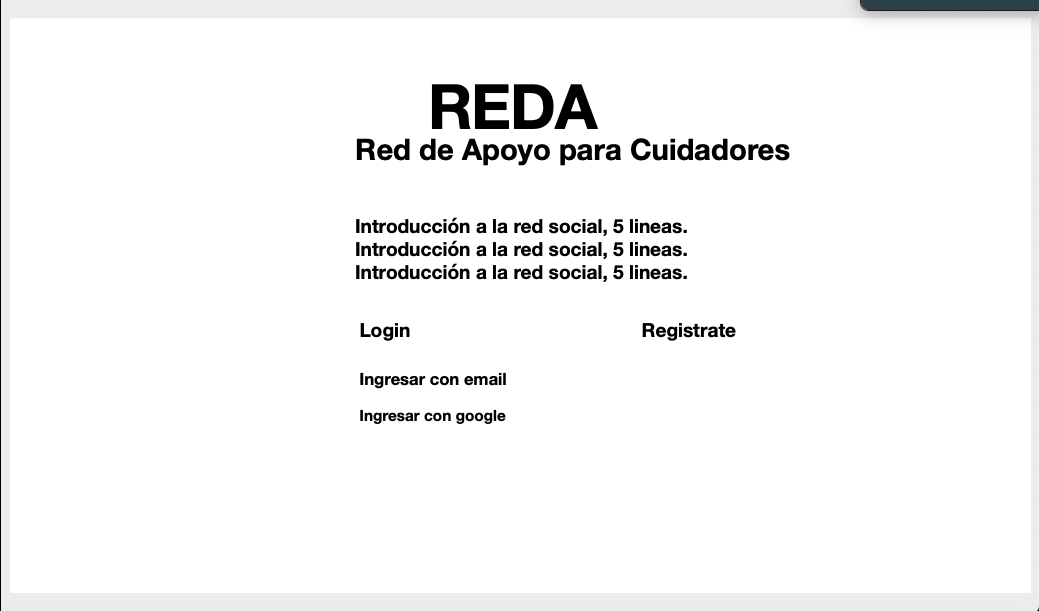 REDA
Red de Apoyo para Cuidadores
Introducción a la red social, 5 lineas.
Introducción a la red social, 5 lineas.
Introducción a la red social, 5 lineas.
Login Registrate
Ingresar con email
Ingresar con google